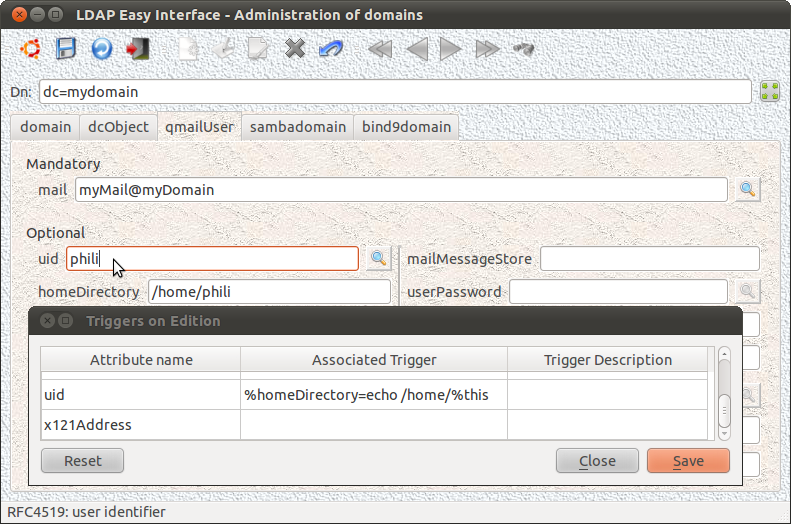 LDAP Easy Interface - Administration of domains
Dn: dc=mydomain
domain dcObject qmailUser sambadomain bind9domain
Mandatory
mail myMail@myDomain
Optional
uid phili mailMessageStore
homeDirectory /home/phili userPassword
Triggers on Edition
Attribute name Associated Trigger Trigger Description
uid %homeDirectory=echo /home/%this
x121Address
Reset Close Save
RFC4519: user identifier